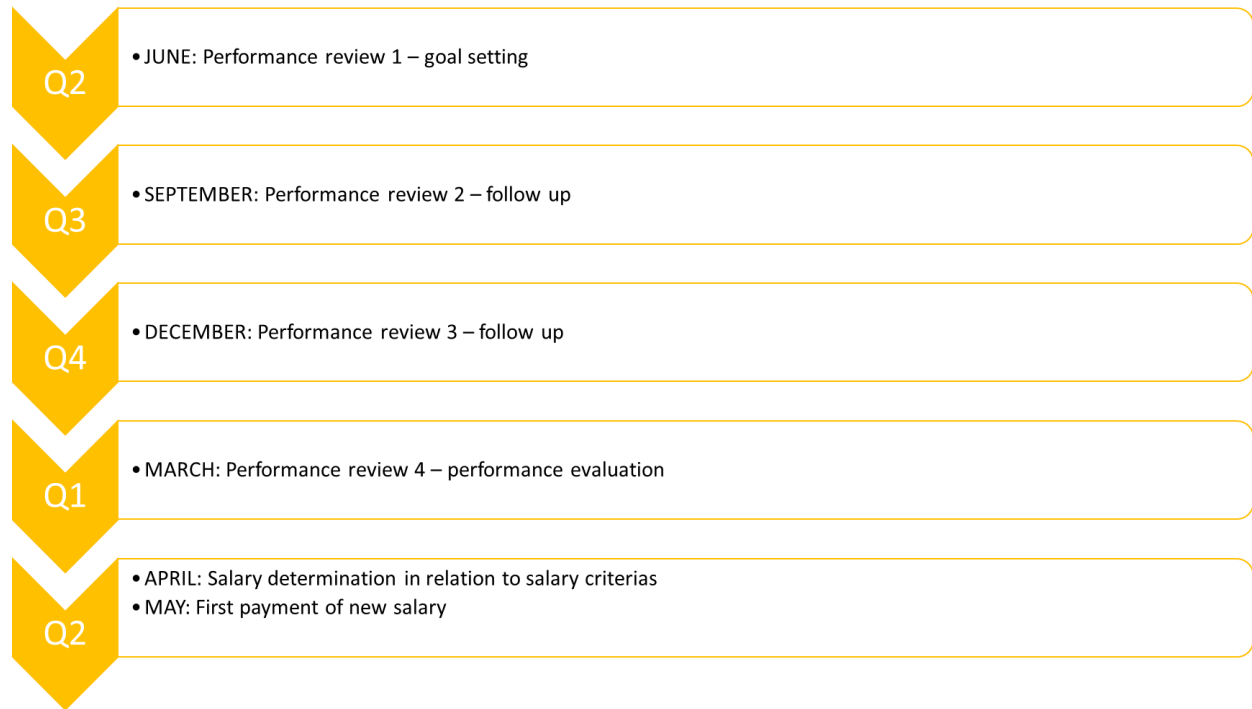 Q2
• JUNE: Performance review 1 – goal setting
Q3
• SEPTEMBER: Performance review 2 – follow up
Q4
• DECEMBER: Performance review 3 – follow up
Q1
• MARCH: Performance review 4 – performance evaluation
Q2
• APRIL: Salary determination in relation to salary criterias
• MAY: First payment of new salary